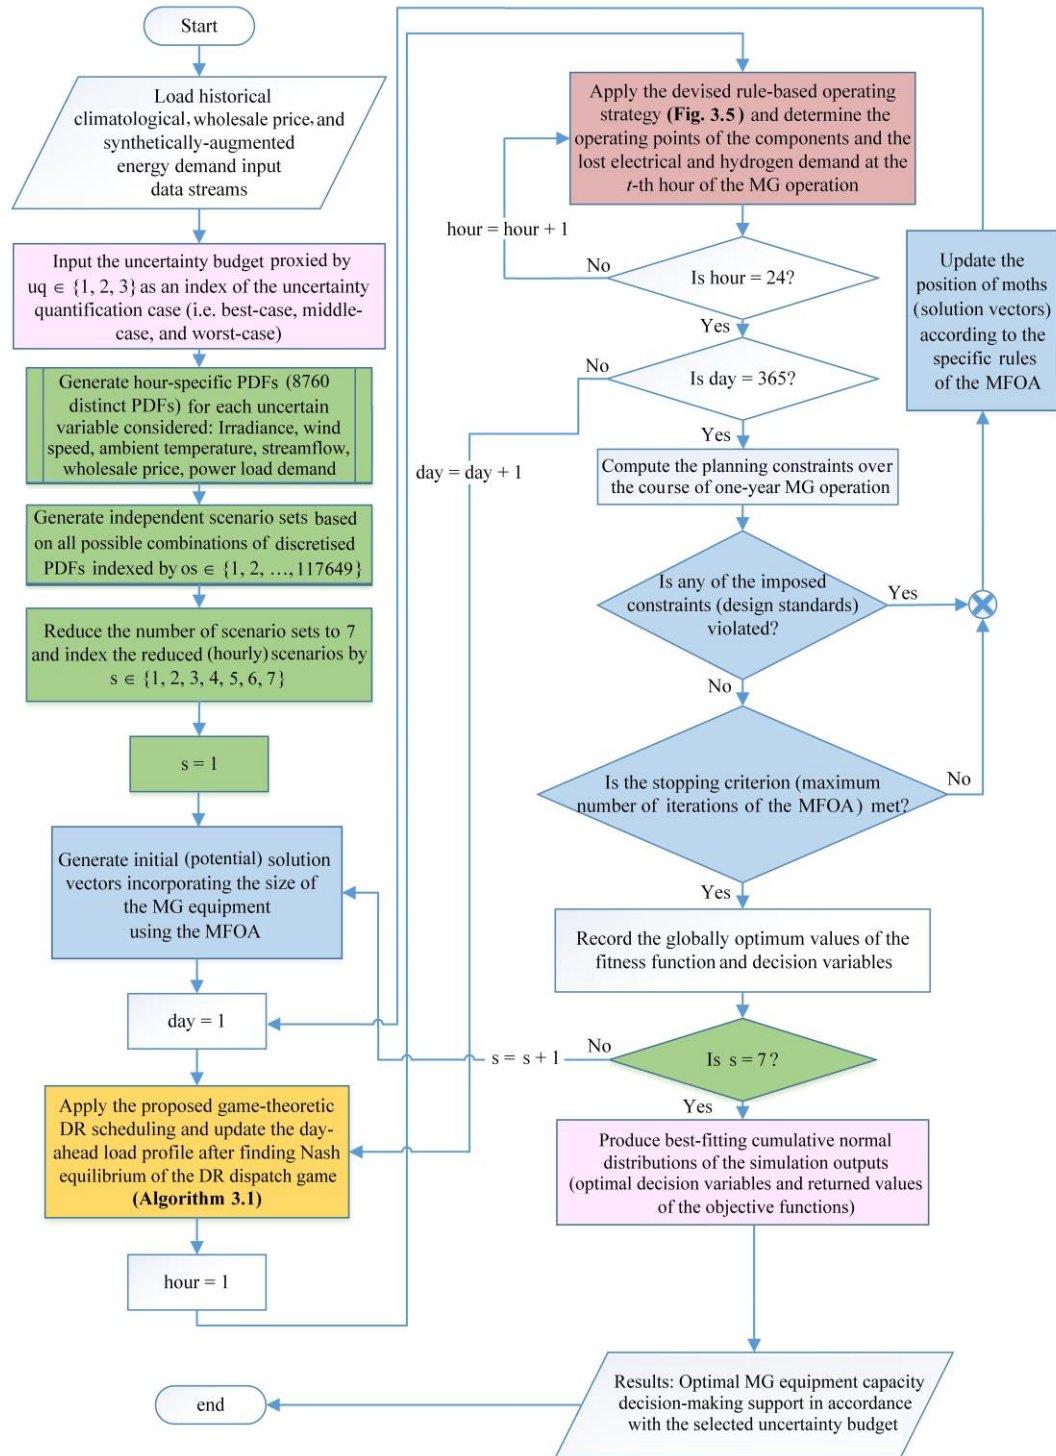 Start
Load historical
climatological, wholesale price, and
synthetically-augmented
energy demand input
data streams
Input the uncertainty budget proxied by
uq ∈ {1, 2, 3} as an index of the uncertainty
quantification case (i.e. best-case, middle-
case, and worst-case)
Generate hour-specific PDFs (8760
distinct PDFs) for each uncertain
variable considered: Irradiance, wind
speed, ambient temperature, streamflow,
wholesale price, power load demand
Generate independent scenario sets based
on all possible combinations of discretised
PDFs indexed by os ∈ {1, 2, …, 117649}
Reduce the number of scenario sets to 7
and index the reduced (hourly) scenarios by
s ∈ {1, 2, 3, 4, 5, 6, 7}
s = 1
Generate initial (potential) solution
vectors incorporating the size of
the MG equipment
using the MFOA
day = 1
Apply the proposed game-theoretic
DR scheduling and update the day-
ahead load profile after finding Nash
equilibrium of the DR dispatch game
(Algorithm 3.1)
hour = 1
Apply the devised rule-based operating
strategy (Fig. 3.5) and determine the
operating points of the components and the
lost electrical and hydrogen demand at the
t-th hour of the MG operation
hour = hour + 1
No
Is hour = 24?
Yes
No
Is day = 365?
Yes
day = day + 1
Compute the planning constraints over
the course of one-year MG operation
Is any of the imposed
constraints (design standards)
violated?
Yes
No
Update the
position of moths
(solution vectors)
according to the
specific rules
of the MFOA
Is the stopping criterion (maximum
number of iterations of the MFOA) met?
No
Yes
Record the globally optimum values of the
fitness function and decision variables
s = s + 1
No
Is s = 7?
Yes
Produce best-fitting cumulative normal
distributions of the simulation outputs
(optimal decision variables and returned values
of the objective functions)
Results: Optimal MG equipment capacity
decision-making support in accordance
with the selected uncertainty budget
end